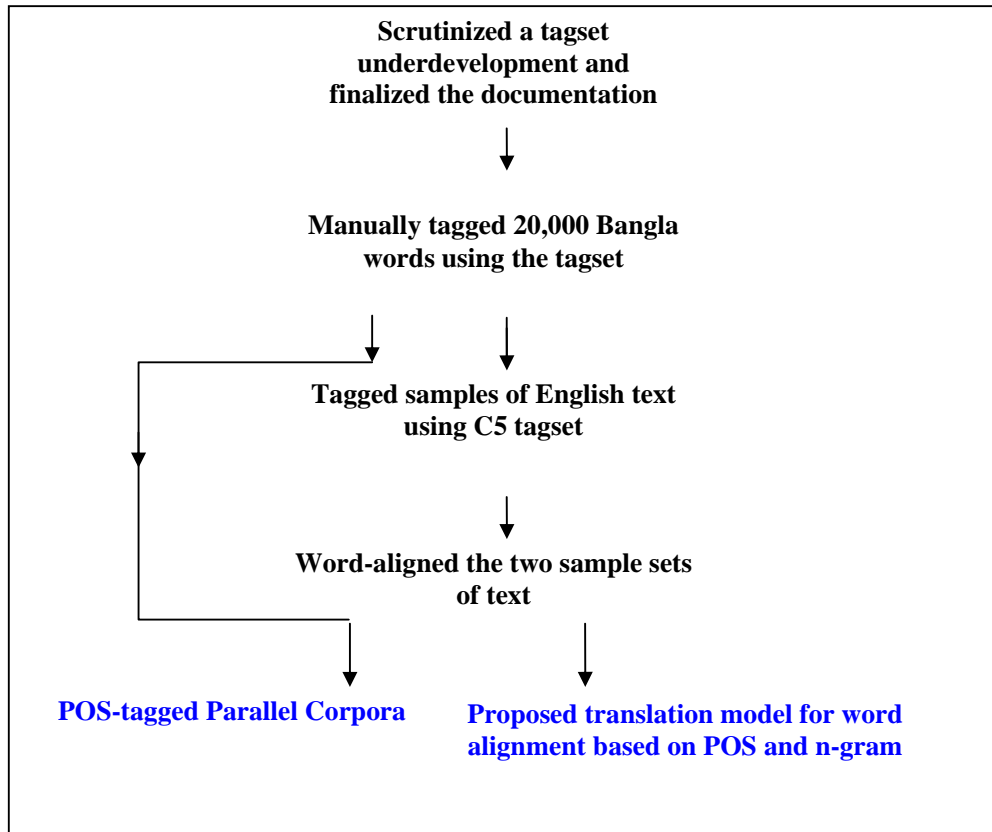 Scrutinized a tagset
underdevelopment and
finalized the documentation
Manually tagged 20,000 Bangla
words using the tagset
Tagged samples of English text
using C5 tagset
Word-aligned the two sample sets
of text
POS-tagged Parallel Corpora
Proposed translation model for word
alignment based on POS and n-gram